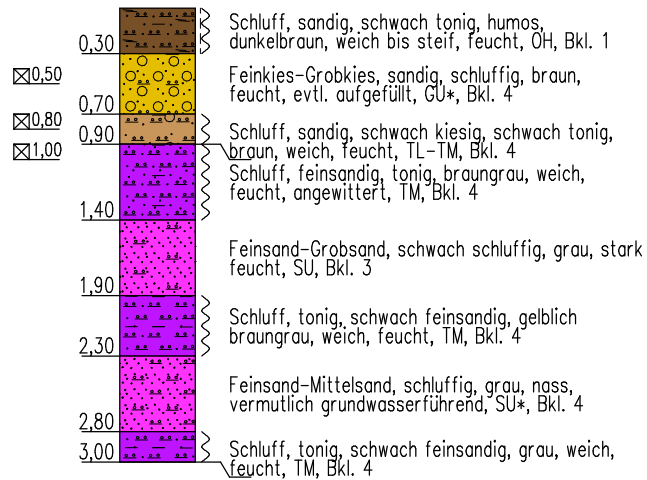 Schluff, sandig, schwach tonig, humos,
dunkelbraun, weich bis steif, feucht, OH, Bkl. 1
0,30
0,50
Feinkies-Grobkies, sandig, schluffig, braun,
feucht, evtl. aufgefüllt, GU*, Bkl. 4
0,70
0,80
Schluff, sandig, schwach kiesig, schwach tonig,
braun, weich, feucht, TL-TM, Bkl. 4
0,90
1,00
Schluff, feinsandig, tonig, braungrau, weich,
feucht, angewittert, TM, Bkl. 4
1,40
Feinsand-Grobsand, schwach schluffig, grau, stark
feucht, SU, Bkl. 3
1,90
Schluff, tonig, schwach feinsandig, gelblich
braungrau, weich, feucht, TM, Bkl. 4
2,30
Feinsand-Mittelsand, schluffig, grau, nass,
vermutlich grundwasserführend, SU*, Bkl. 4
2,80
Schluff, tonig, schwach feinsandig, grau, weich,
feucht, TM, Bkl. 4
3,00